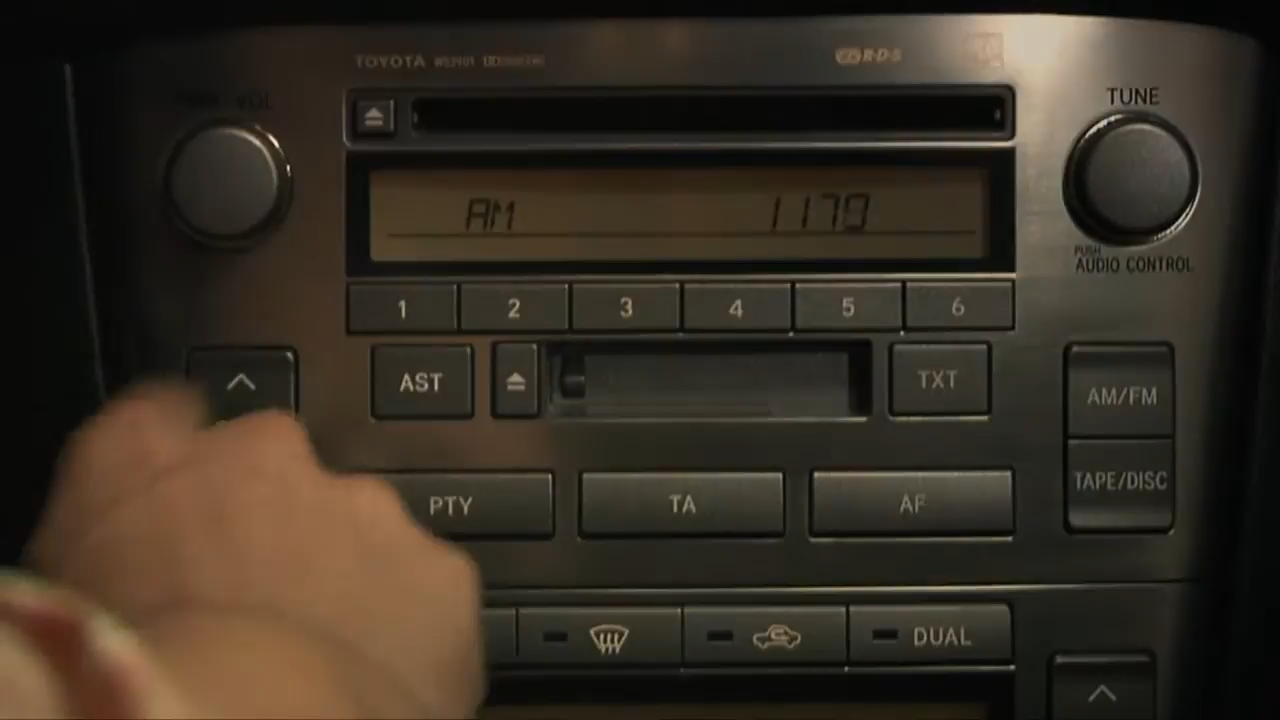 TOYOTA
R·D·S
VOL
TUNE
AM 1170
PUSH
AUDIO CONTROL
1 2 3 4 5 6
AST TXT AM/FM
TAPE/DISC
PTY TA AF
DUAL